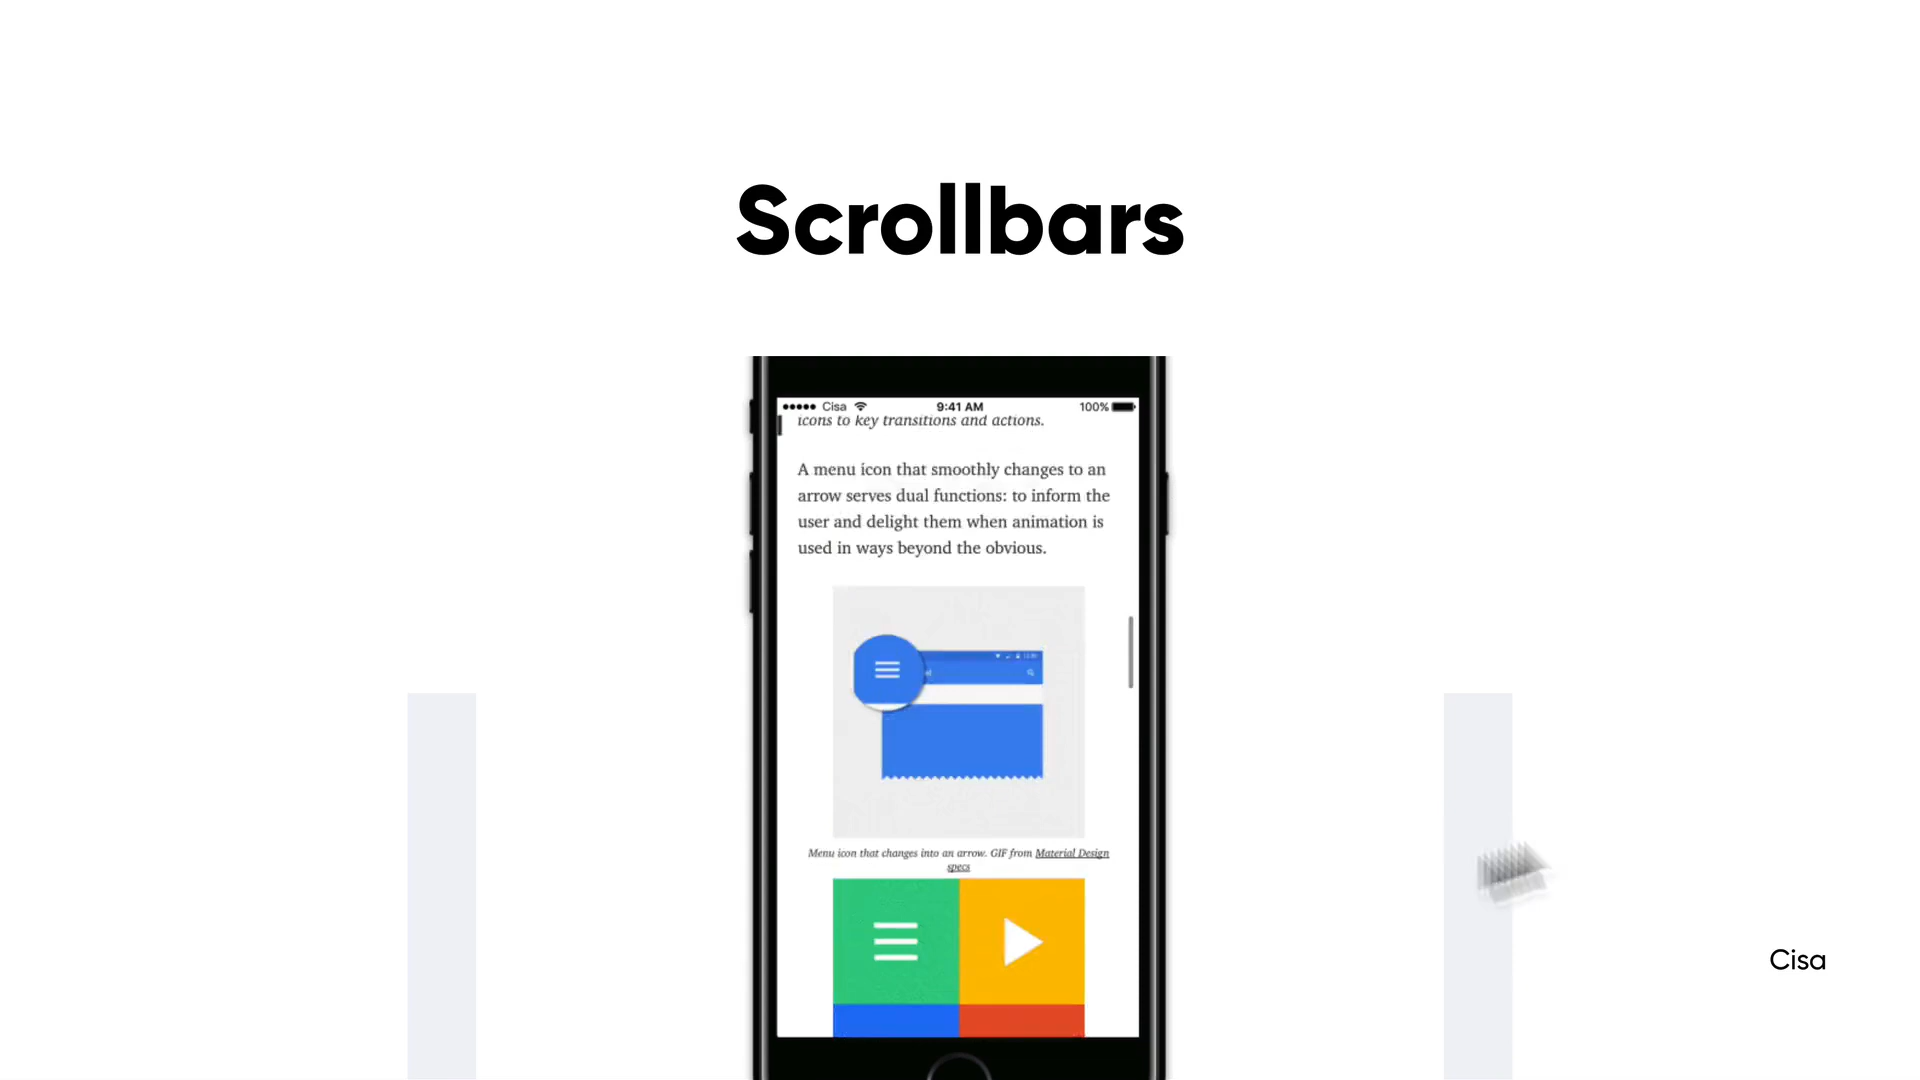 Scrollbars
Cisa
9:41 AM
100%
icons to key transitions and actions.
A menu icon that smoothly changes to an
arrow serves dual functions: to inform the
user and delight them when animation is
used in ways beyond the obvious.
Menu icon that changes into an arrow. GIF from Material Design
specs
Cisa